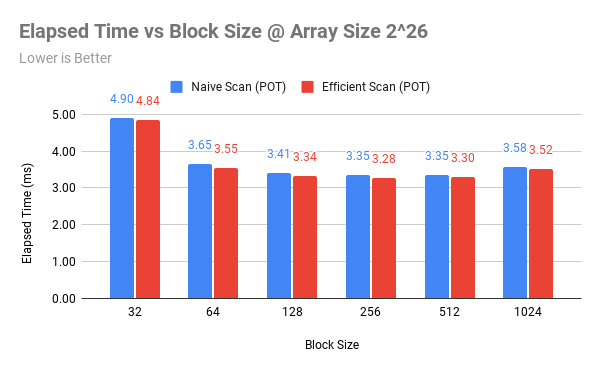 Elapsed Time vs Block Size @ Array Size 2^26
Lower is Better
Naive Scan (POT) Efficient Scan (POT)
4.90 4.84
3.65 3.55
3.41 3.34
3.35 3.28
3.35 3.30
3.58 3.52
5.00
4.00
3.00
2.00
1.00
0.00
Elapsed Time (ms)
32 64 128 256 512 1024
Block Size